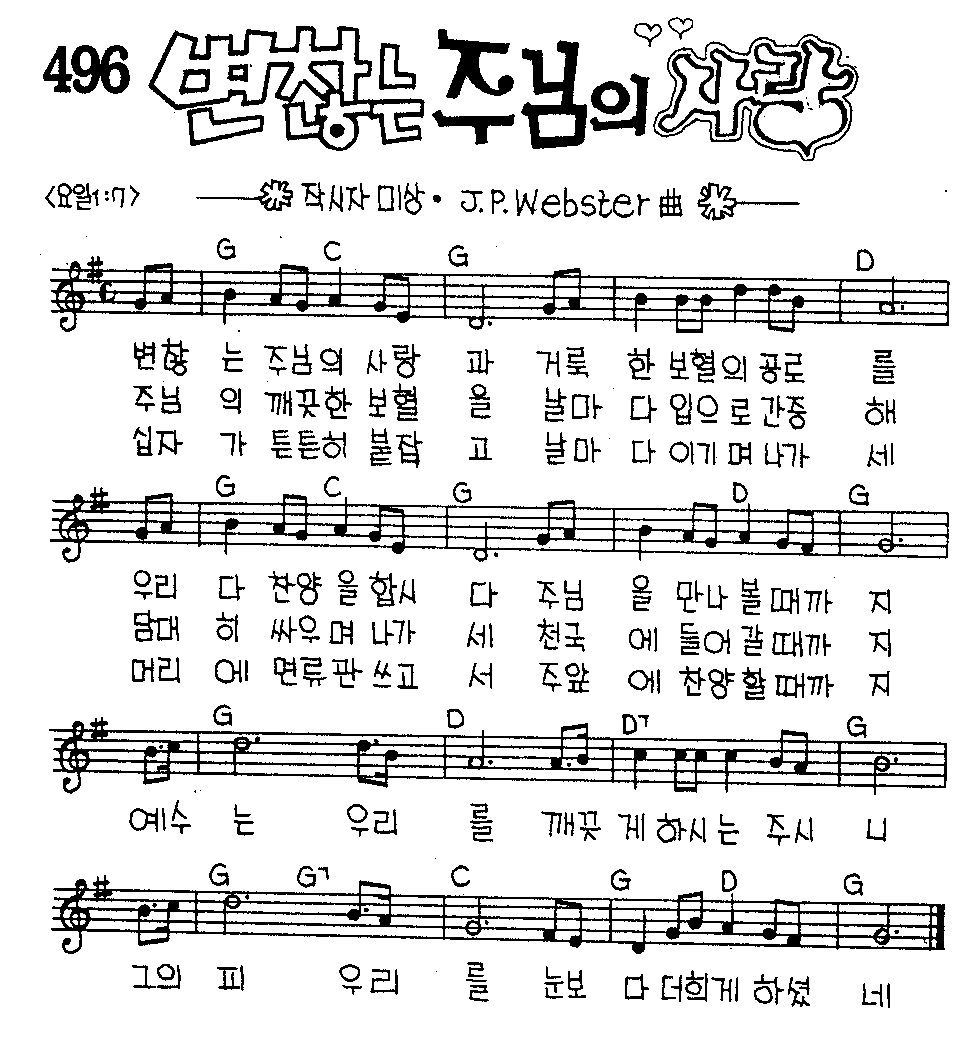 496 변찮는 주님의 사랑
<요일1:7> 작시자 미상 · J.P.Webster 曲
G C G D
변찮 는 주님의 사랑 과 거룩 한 보혈의 공로 를
주님 의 깨끗한 보혈 을 날마 다 입으로 간증 해
십자 가 튼튼히 붙잡 고 날마 다 이기며 나가 세
G C G D G
우리 다 찬양을 합시 다 주님 을 만나 볼때까 지
담대 히 싸우며 나가 세 천국 에 들어 갈때까 지
머리 에 면류관 쓰고 서 주앞 에 찬양할때까 지
G D D7 G
예수 는 우리 를 깨끗 게하시는 주시 니
G G7 C G D G
그의 피 우리 를 눈보 다 더희게 하셨 네